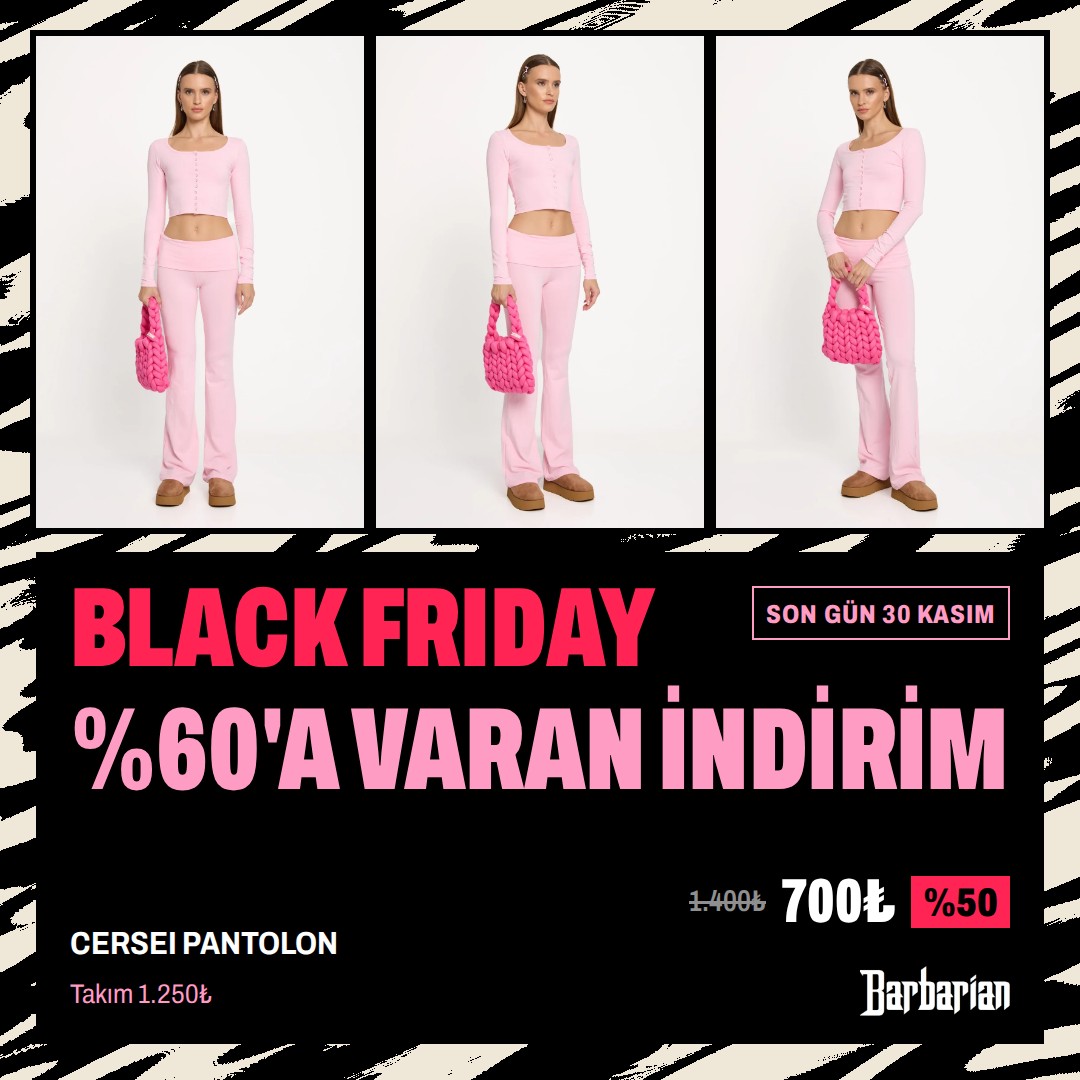 BLACK FRIDAY
SON GÜN 30 KASIM
%60'A VARAN İNDİRİM
1.400₺ 700₺ %50
CERSEI PANTOLON
Takım 1.250₺
Barbarian